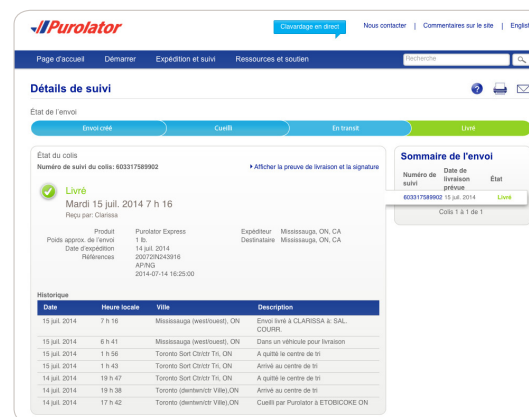 Purolator
Clavardage en direct
Nous contacter | Commentaires sur le site | English
Page d'accueil Démarrer Expédition et suivi Ressources et soutien Recherche
Détails de suivi
État de l'envoi
Envoi créé Cueilli En transit Livré
État du colis
Numéro de suivi du colis: 603317589902 Afficher la preuve de livraison et la signature
Livré
Mardi 15 juil. 2014 7 h 16
Reçu par: Clarissa
Produit Purolator Express Expéditeur Mississauga, ON, CA
Poids approx. de l'envoi 1 lb. Destinataire Mississauga, ON, CA
Date d'expédition 14 juil. 2014
Références 20072IN243916
AP/NG
2014-07-14 16:25:00
Historique
Date Heure locale Ville Description
15 juil. 2014 7 h 16 Mississauga (west/ouest), ON Envoi livré à CLARISSA à: SAL.
COURR.
15 juil. 2014 6 h 41 Mississauga (west/ouest), ON Dans un véhicule pour livraison
15 juil. 2014 1 h 56 Toronto Sort Ctr/ctr Tri, ON A quitté le centre de tri
15 juil. 2014 1 h 43 Toronto Sort Ctr/ctr Tri, ON Arrivé au centre de tri
14 juil. 2014 19 h 47 Toronto Sort Ctr/ctr Tri, ON A quitté le centre de tri
14 juil. 2014 19 h 38 Toronto (dwntwn/ctr Ville),ON Arrivé au centre de tri
14 juil. 2014 17 h 42 Toronto (dwntwn/ctr Ville),ON Cueilli par Purolator à ETOBICOKE ON
Sommaire de l'envoi
Numéro de suivi Date de livraison prévue État
603317589902 15 juil. 2014 Livré
Colis 1 à 1 de 1